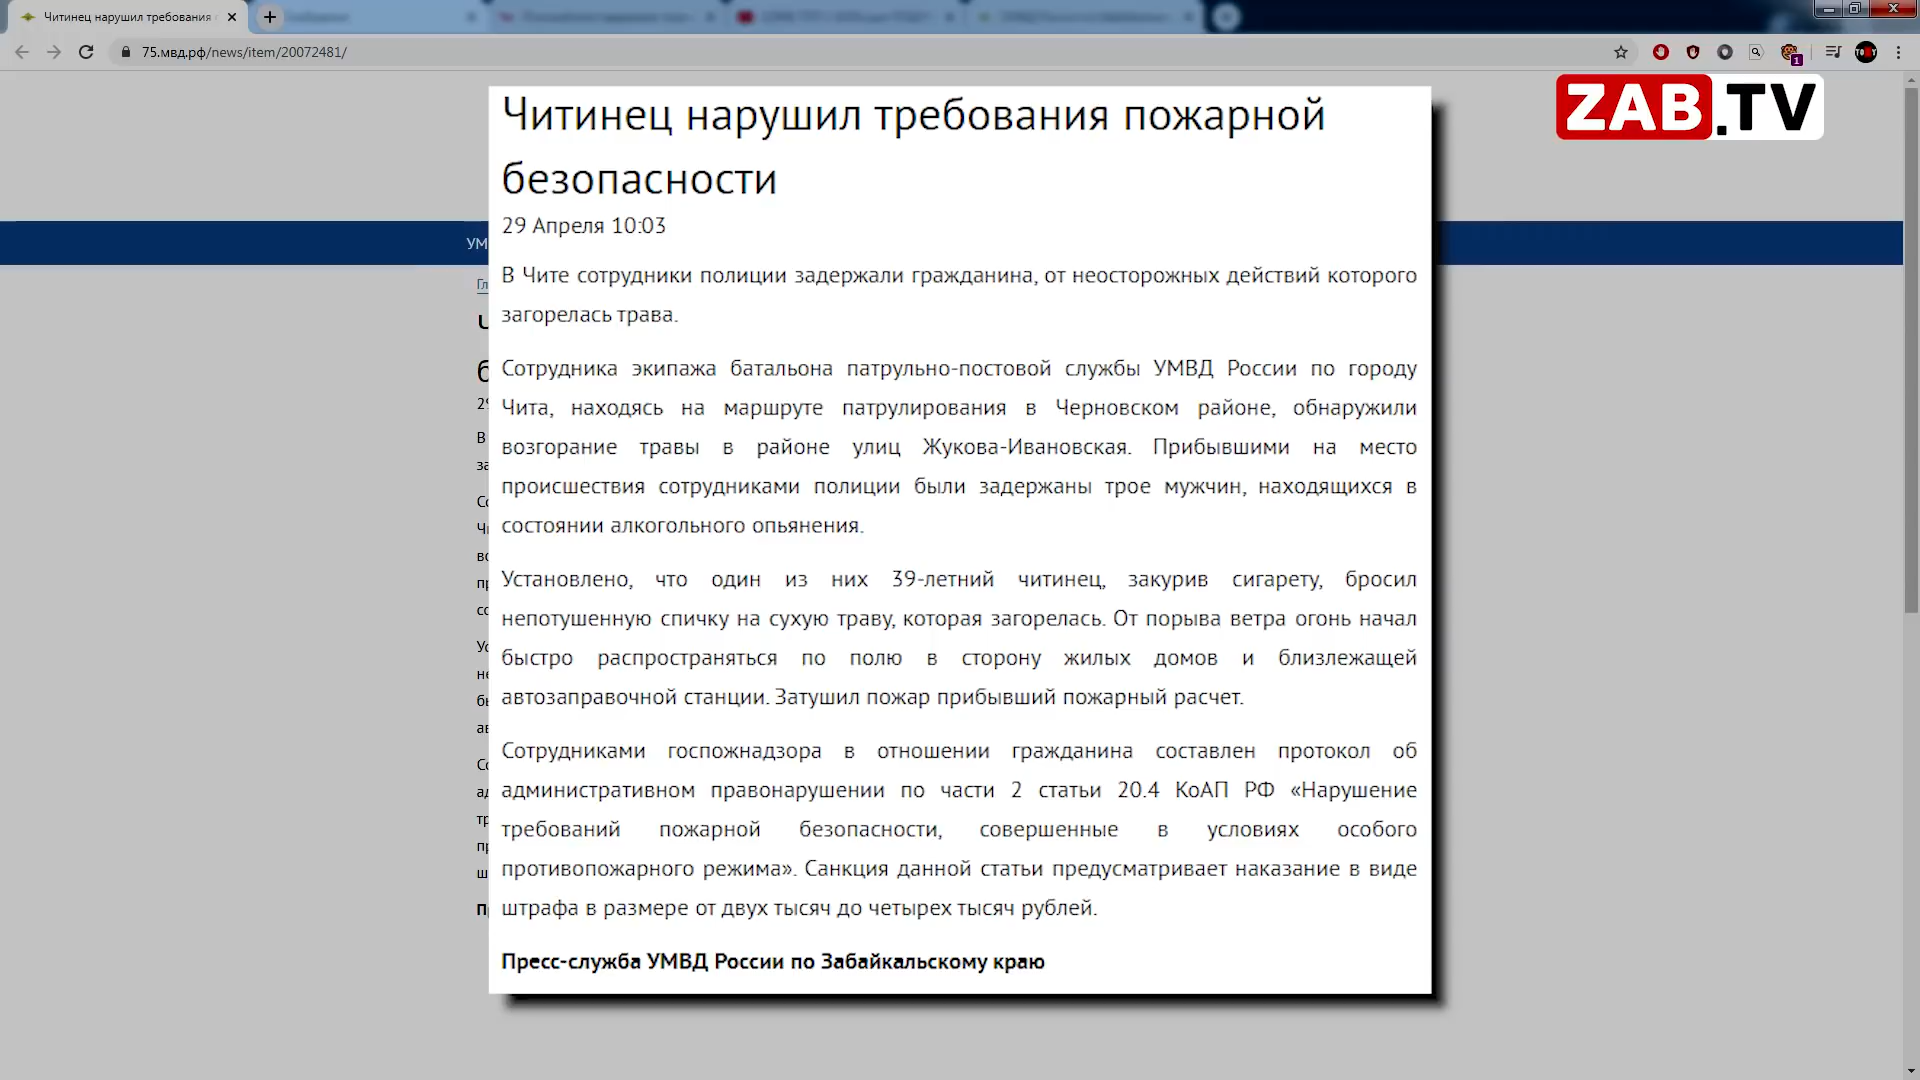 Читинец нарушил требования
75.мвд.рф/news/item/20072481/
ZAB.TV
Читинец нарушил требования пожарной
безопасности
29 Апреля 10:03
В Чите сотрудники полиции задержали гражданина, от неосторожных действий которого
загорелась трава.
Сотрудника экипажа батальона патрульно-постовой службы УМВД России по городу
Чита, находясь на маршруте патрулирования в Черновском районе, обнаружили
возгорание травы в районе улиц Жукова-Ивановская. Прибывшими на место
происшествия сотрудниками полиции были задержаны трое мужчин, находящихся в
состоянии алкогольного опьянения.
Установлено, что один из них 39-летний читинец, закурив сигарету, бросил
непотушенную спичку на сухую траву, которая загорелась. От порыва ветра огонь начал
быстро распространяться по полю в сторону жилых домов и близлежащей
автозаправочной станции. Затушил пожар прибывший пожарный расчет.
Сотрудниками госпожнадзора в отношении гражданина составлен протокол об
административном правонарушении по части 2 статьи 20.4 КоАП РФ «Нарушение
требований пожарной безопасности, совершенные в условиях особого
противопожарного режима». Санкция данной статьи предусматривает наказание в виде
штрафа в размере от двух тысяч до четырех тысяч рублей.
Пресс-служба УМВД России по Забайкальскому краю